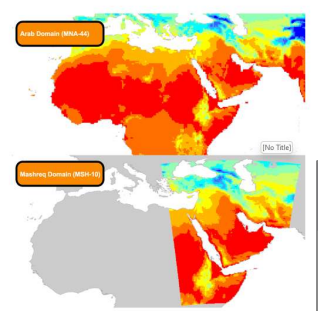 Arab Domain (MNA-44)
[No Title]
Mashreq Domain (MSH-10)